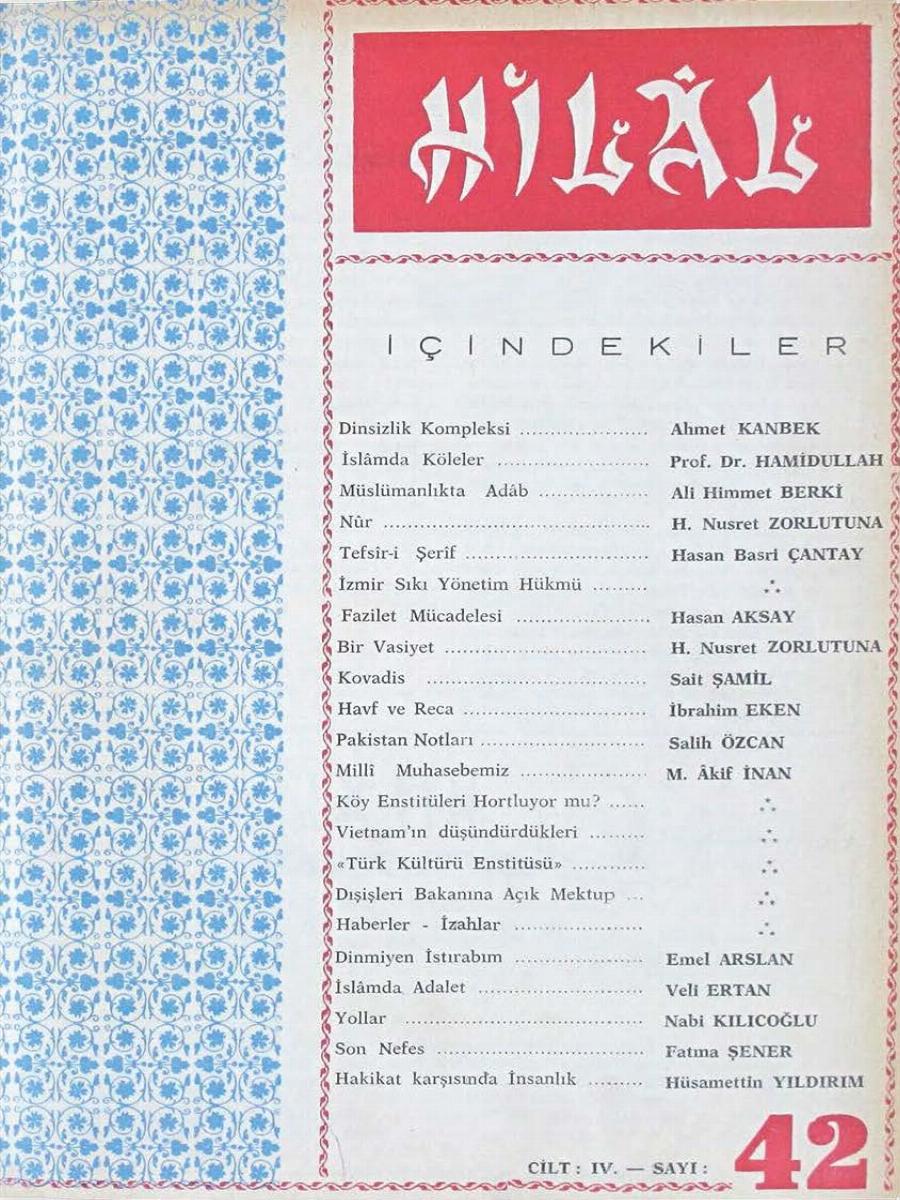 HİLÂL
İÇİNDEKİLER
Dinsizlik Kompleksi .................... Ahmet KANBEK
İslâmda Köleler ....................... Prof. Dr. HAMİDULLAH
Müslümanlıkta Adâb ................. Ali Himmet BERKİ
Nûr ......................................... H. Nusret ZORLUTUNA
Tefsîr-i Şerîf ............................ Hasan Basri ÇANTAY
İzmir Sıkı Yönetim Hükmü ......... ⁂
Fazilet Mücadelesi .................... Hasan AKSAY
Bir Vasiyet ............................... H. Nusret ZORLUTUNA
Kovadis .................................. Sait ŞAMİL
Havf ve Reca ............................ İbrahim EKEN
Pakistan Notları ......................... Salih ÖZCAN
Millî Muhasebemiz ................... M. Âkif İNAN
Köy Enstitüleri Hortluyor mu? ...... ⁂
Vietnam'ın düşündürdükleri ......... ⁂
«Türk Kültürü Enstitüsü» ............ ⁂
Dışişleri Bakanına Açık Mektup ... ⁂
Haberler - İzahlar .................... ⁂
Dinmiyen İstırabım .................... Emel ARSLAN
İslâmda Adalet .......................... Veli ERTAN
Yollar ..................................... Nabi KILICOĞLU
Son Nefes ................................ Fatma ŞENER
Hakikat karşısında İnsanlık ......... Hüsamettin YILDIRIM
CİLT : IV. — SAYI : 42